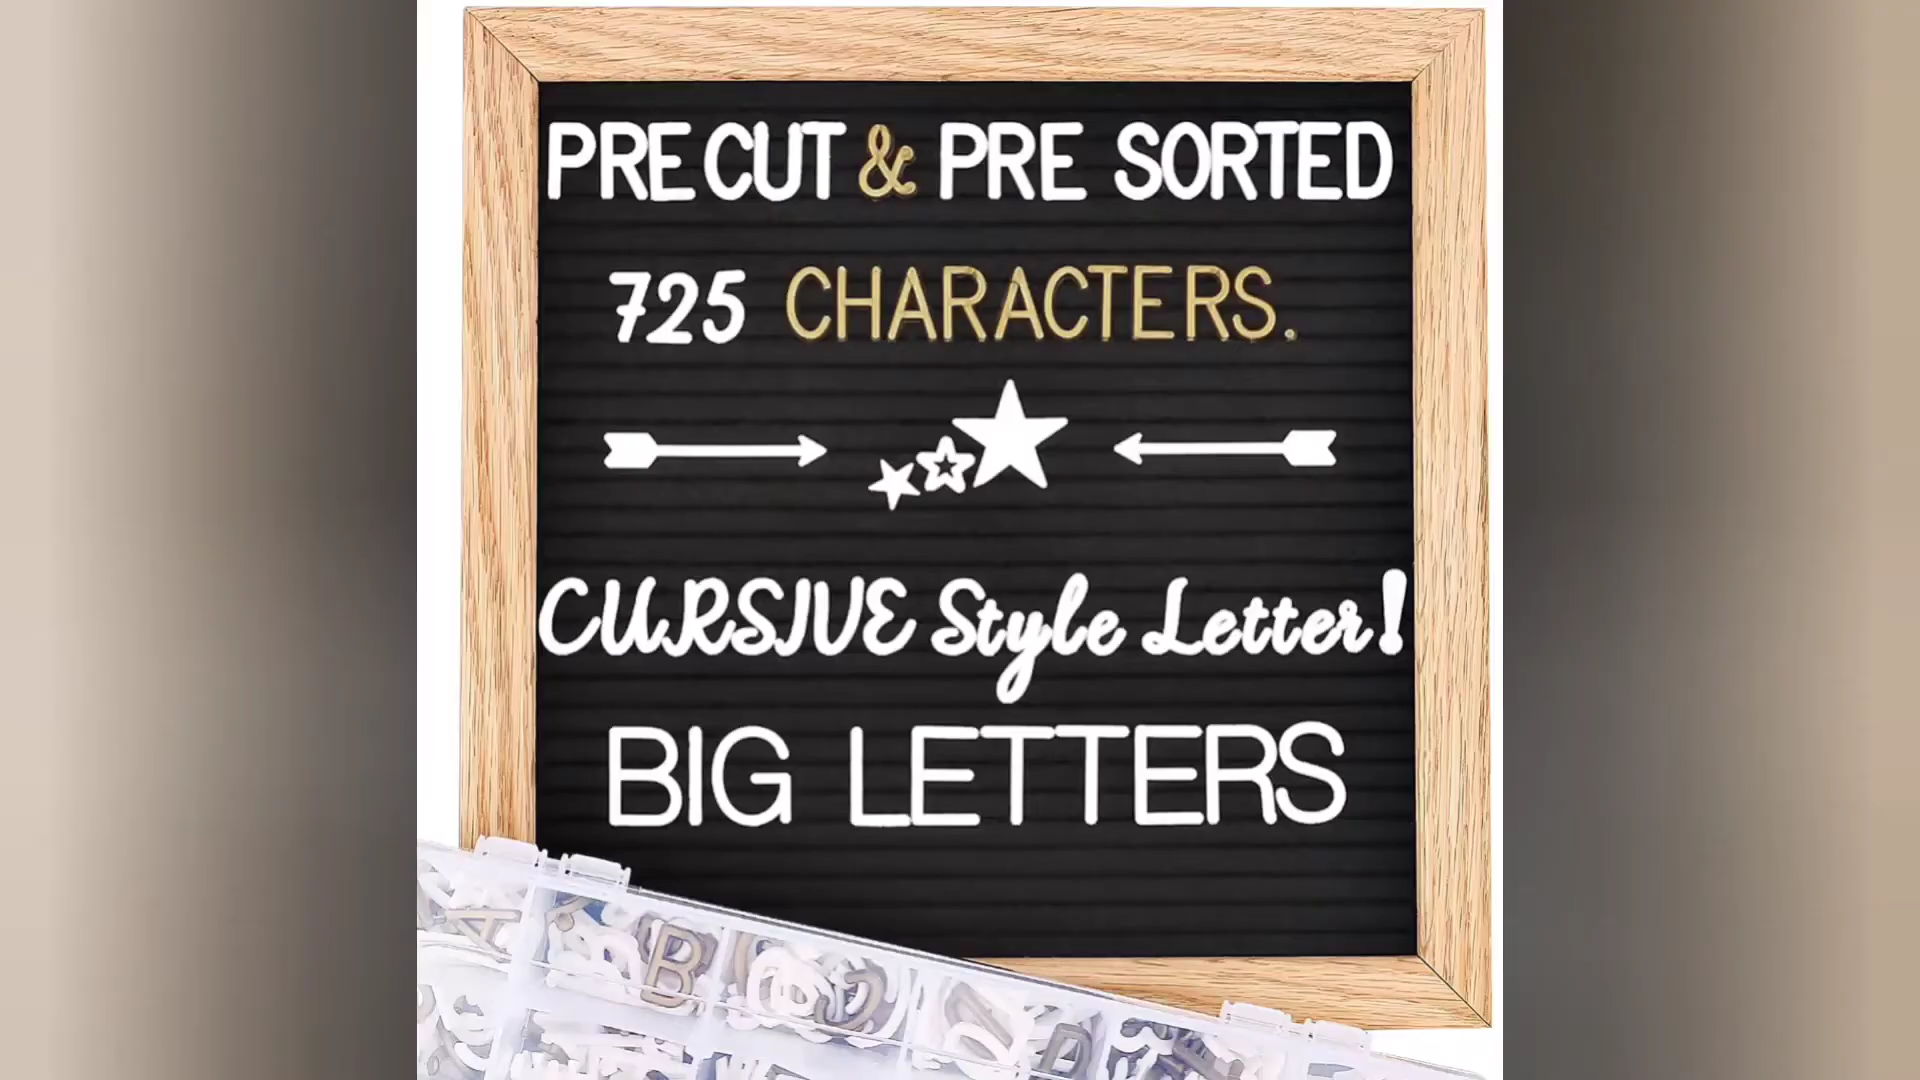 PRE CUT & PRE SORTED
725 CHARACTERS.
CURSIVE Style Letter!
BIG LETTERS
A B